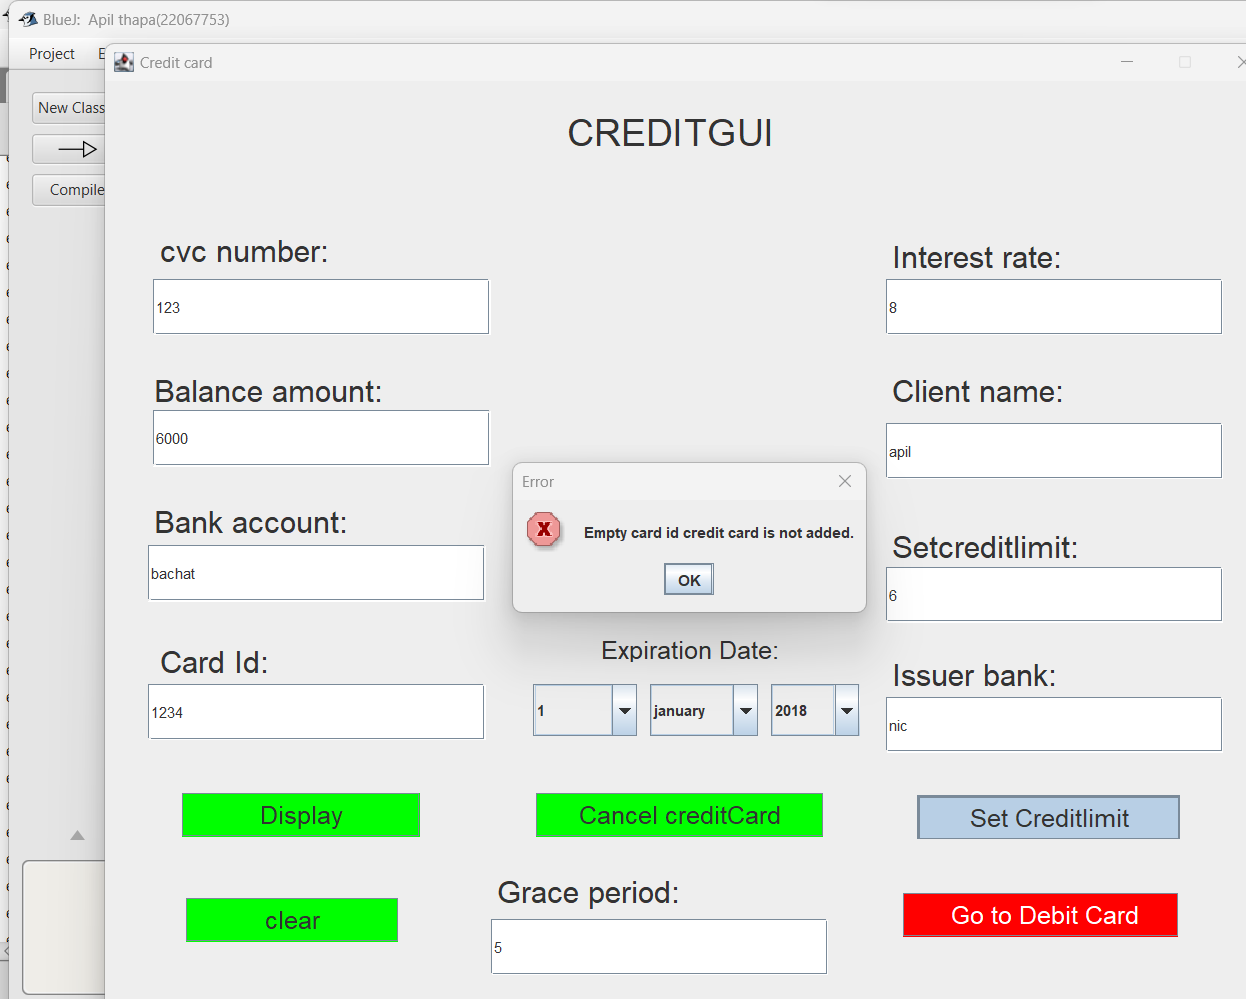 BlueJ: Apil thapa(22067753)
Project E
Credit card
New Class
Compile
CREDITGUI
cvc number:
123
Interest rate:
8
Balance amount:
6000
Client name:
apil
Error
Empty card id credit card is not added.
OK
Bank account:
bachat
Setcreditlimit:
6
Card Id:
1234
Expiration Date:
1 january 2018
Issuer bank:
nic
Display
Cancel creditCard
Set Creditlimit
clear
Grace period:
5
Go to Debit Card